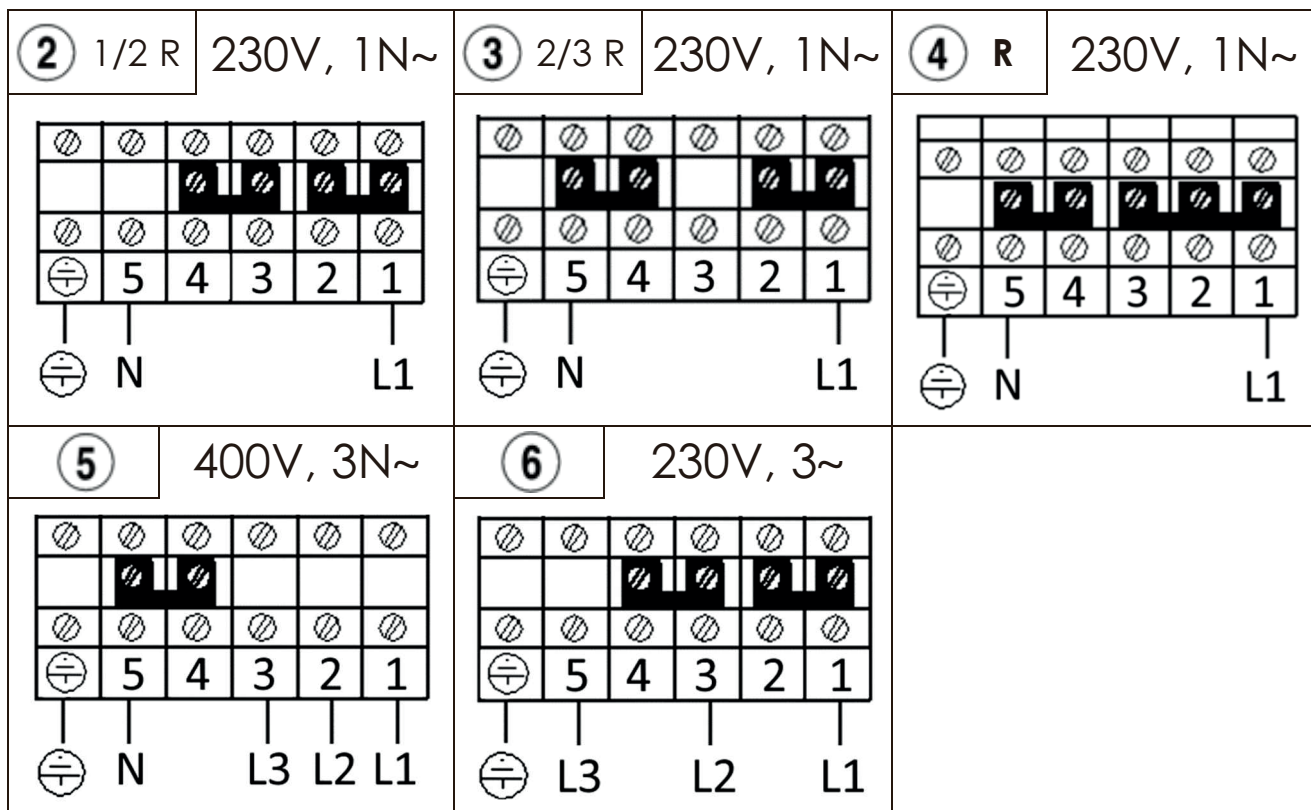 2 1/2 R 230V, 1N~
5 4 3 2 1
N L1
3 2/3 R 230V, 1N~
5 4 3 2 1
N L1
4 R 230V, 1N~
5 4 3 2 1
N L1
5 400V, 3N~
5 4 3 2 1
N L3 L2 L1
6 230V, 3~
5 4 3 2 1
L3 L2 L1